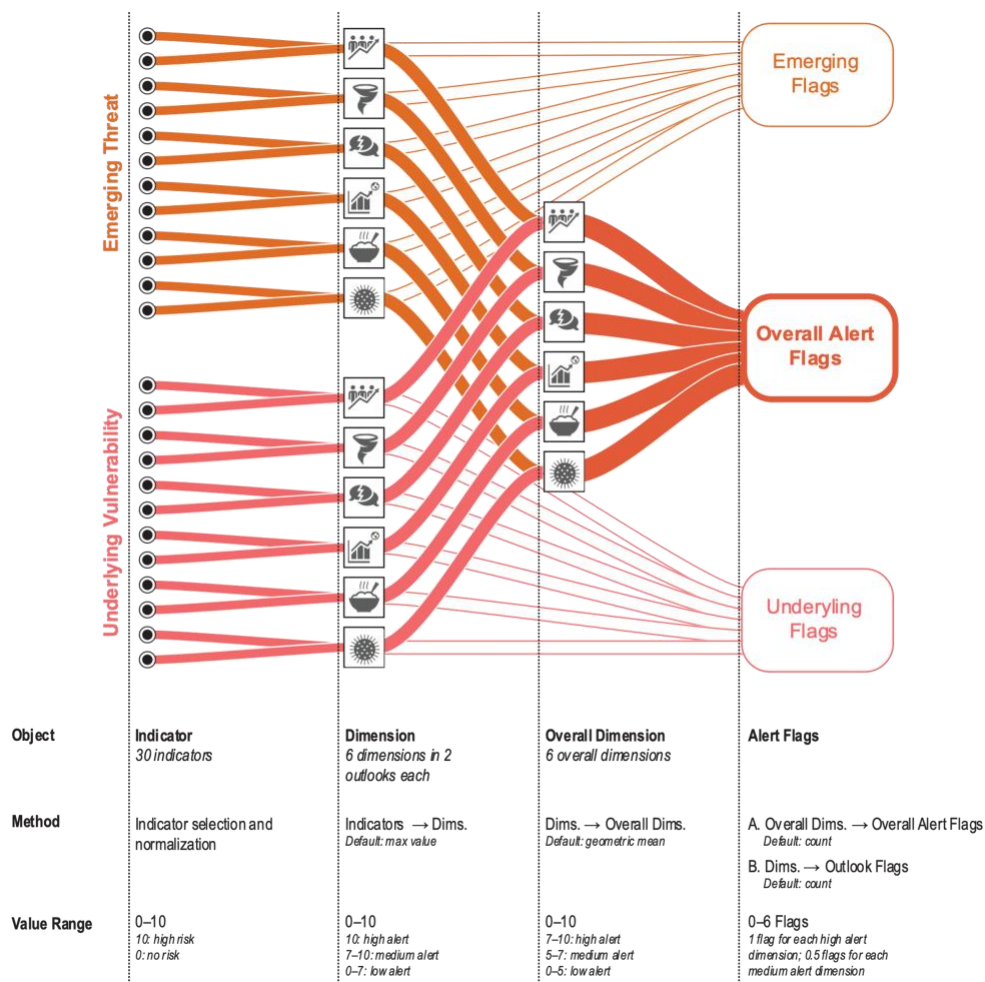 Emerging Threat
Emerging
Flags
Overall Alert
Flags
Underlying Vulnerability
Underyling
Flags
Object
Indicator
30 indicators
Dimension
6 dimensions in 2
outlooks each
Overall Dimension
6 overall dimensions
Alert Flags
Method
Indicator selection and
normalization
Indicators → Dims.
Default: max value
Dims. → Overall Dims.
Default: geometric mean
A. Overall Dims. → Overall Alert Flags
Default: count
B. Dims. → Outlook Flags
Default: count
Value Range
0–10
10: high risk
0: no risk
0–10
10: high alert
7–10: medium alert
0–7: low alert
0–10
7–10: high alert
5–7: medium alert
0–5: low alert
0–6 Flags
1 flag for each high alert
dimension; 0.5 flags for each
medium alert dimension